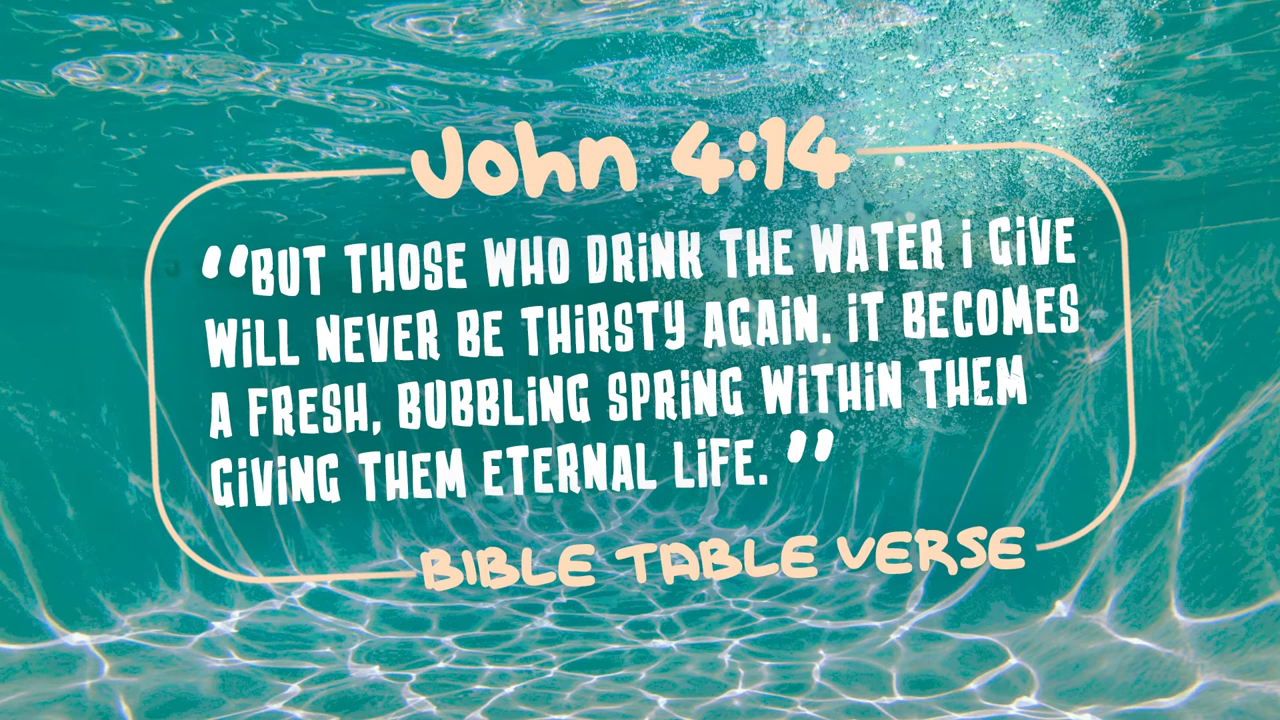 John 4:14
“BUT THOSE WHO DRiNK THE WATER i GiVE
WiLL NEVER BE THiRSTY AGAiN. iT BECOMES
A FRESH, BUBBLiNG SPRiNG WiTHiN THEM
GiViNG THEM ETERNAL LiFE. ”
BIBLE TABLE VERSE